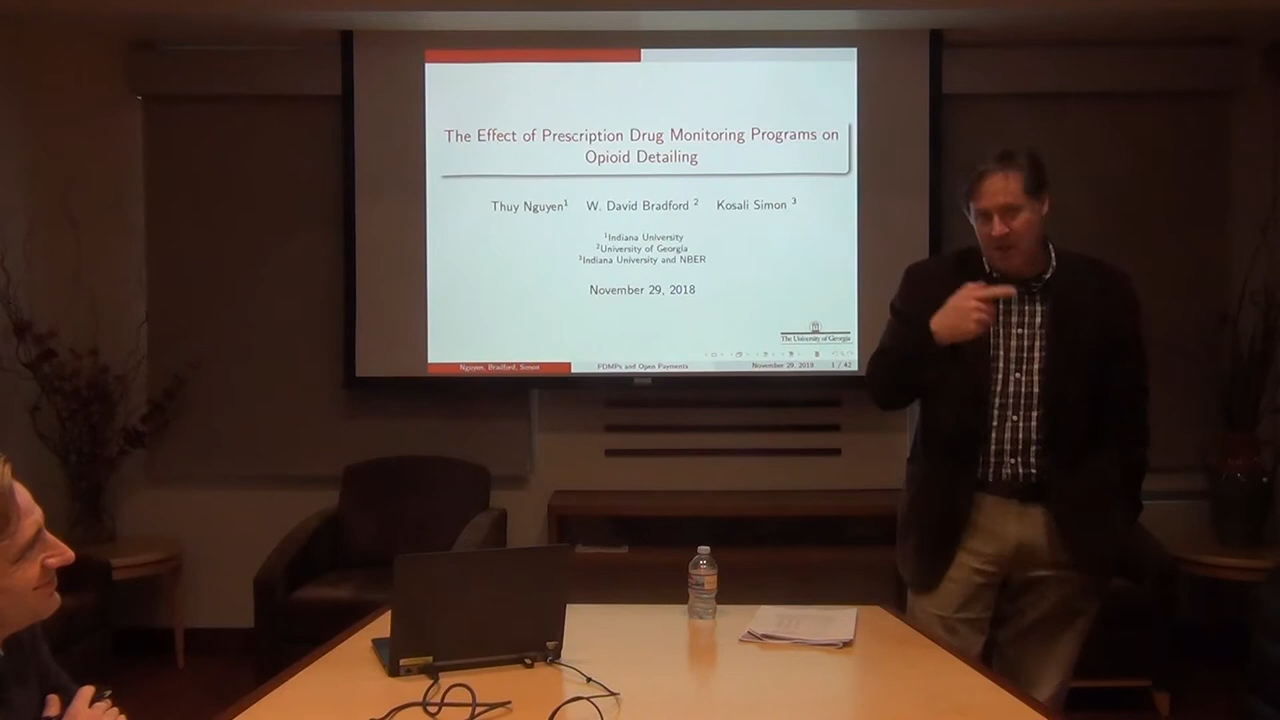 The Effect of Prescription Drug Monitoring Programs on
Opioid Detailing
Thuy Nguyen¹ W. David Bradford ² Kosali Simon ³
¹Indiana University
²University of Georgia
³Indiana University and NBER
November 29, 2018
The University of Georgia
Nguyen, Bradford, Simon PDMPs and Open Payments November 29, 2018 1 / 42